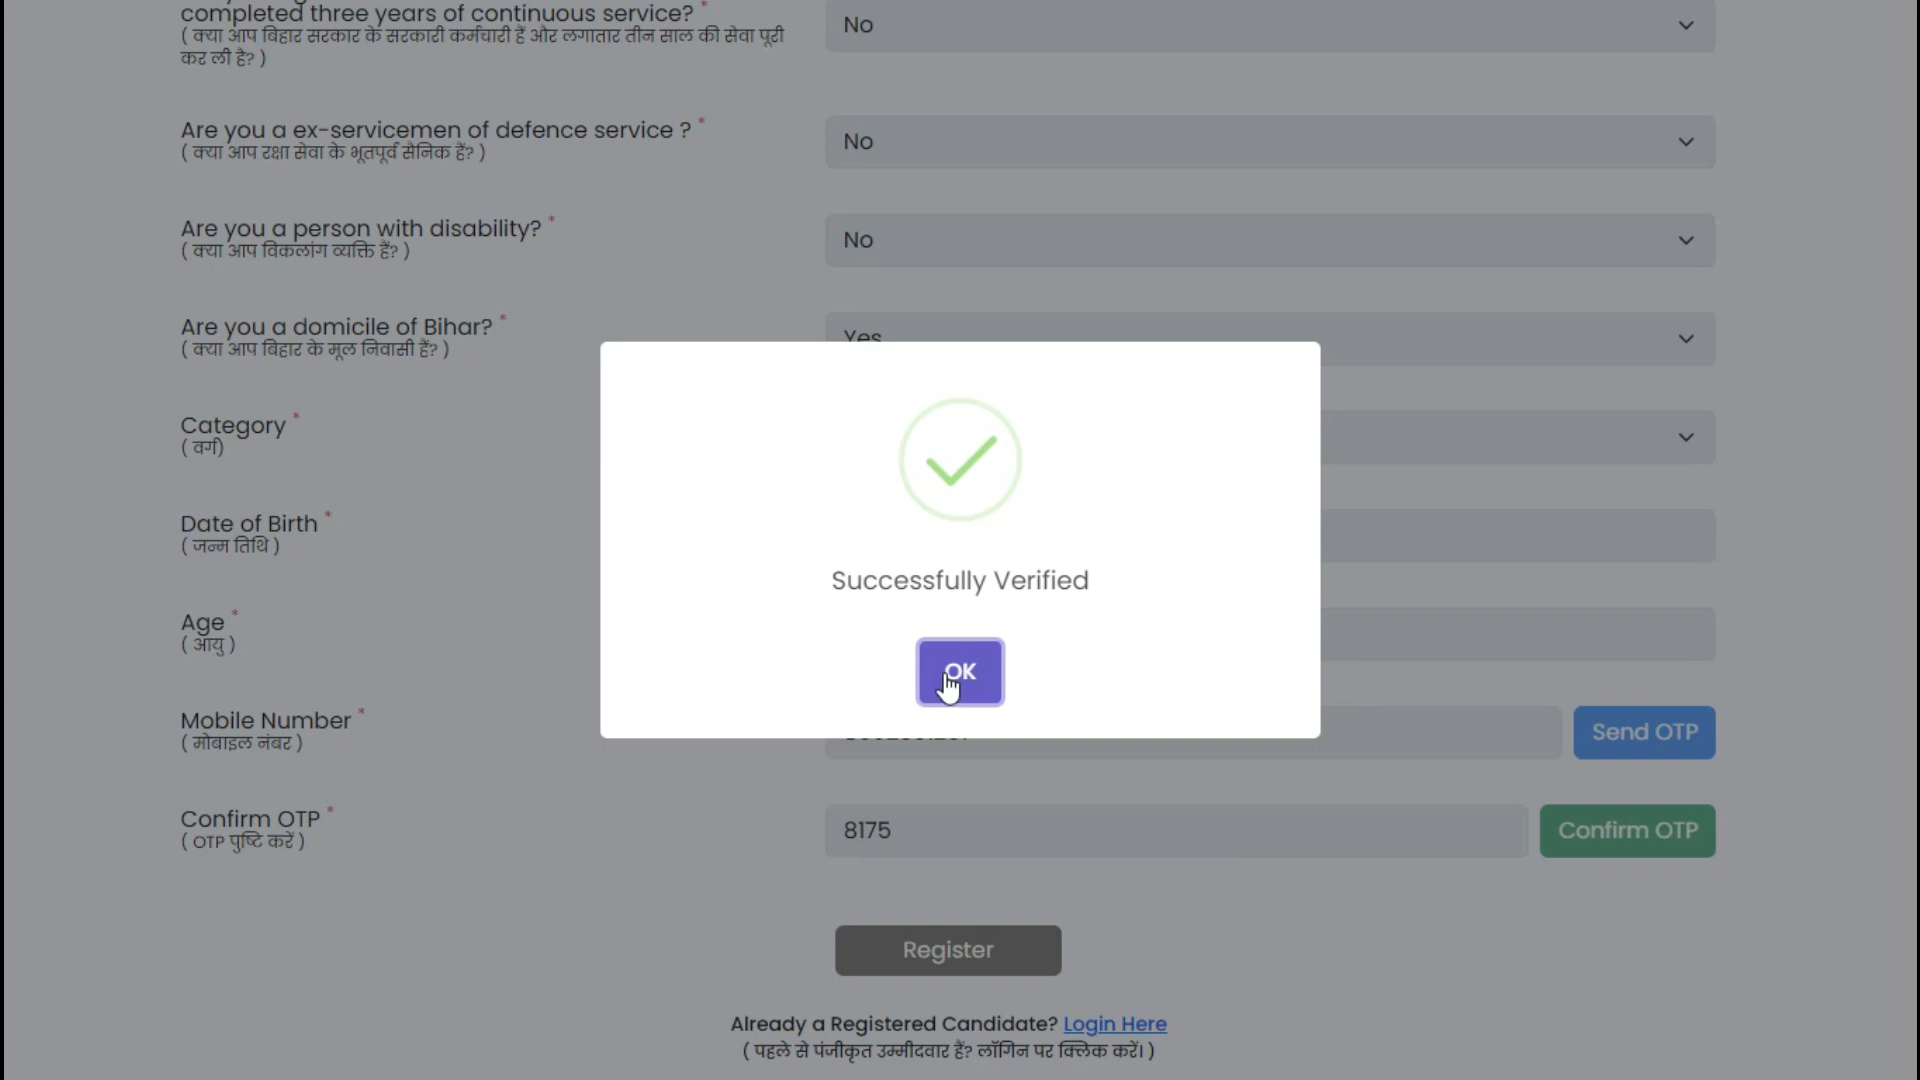 completed three years of continuous service? *
( क्या आप बिहार सरकार के सरकारी कर्मचारी हैं और लगातार तीन साल की सेवा पूरी
कर ली है? )
No
Are you a ex-servicemen of defence service ? *
( क्या आप रक्षा सेवा के भूतपूर्व सैनिक हैं? )
No
Are you a person with disability? *
( क्या आप विकलांग व्यक्ति हैं? )
No
Are you a domicile of Bihar? *
( क्या आप बिहार के मूल निवासी हैं? )
Yes
Category *
( वर्ग)
Date of Birth *
( जन्म तिथि )
Successfully Verified
Age *
( आयु )
OK
Mobile Number *
( मोबाइल नंबर )
Send OTP
Confirm OTP *
( OTP पुष्टि करें )
8175
Confirm OTP
Register
Already a Registered Candidate? Login Here
( पहले से पंजीकृत उम्मीदवार हैं? लॉगिन पर क्लिक करें। )